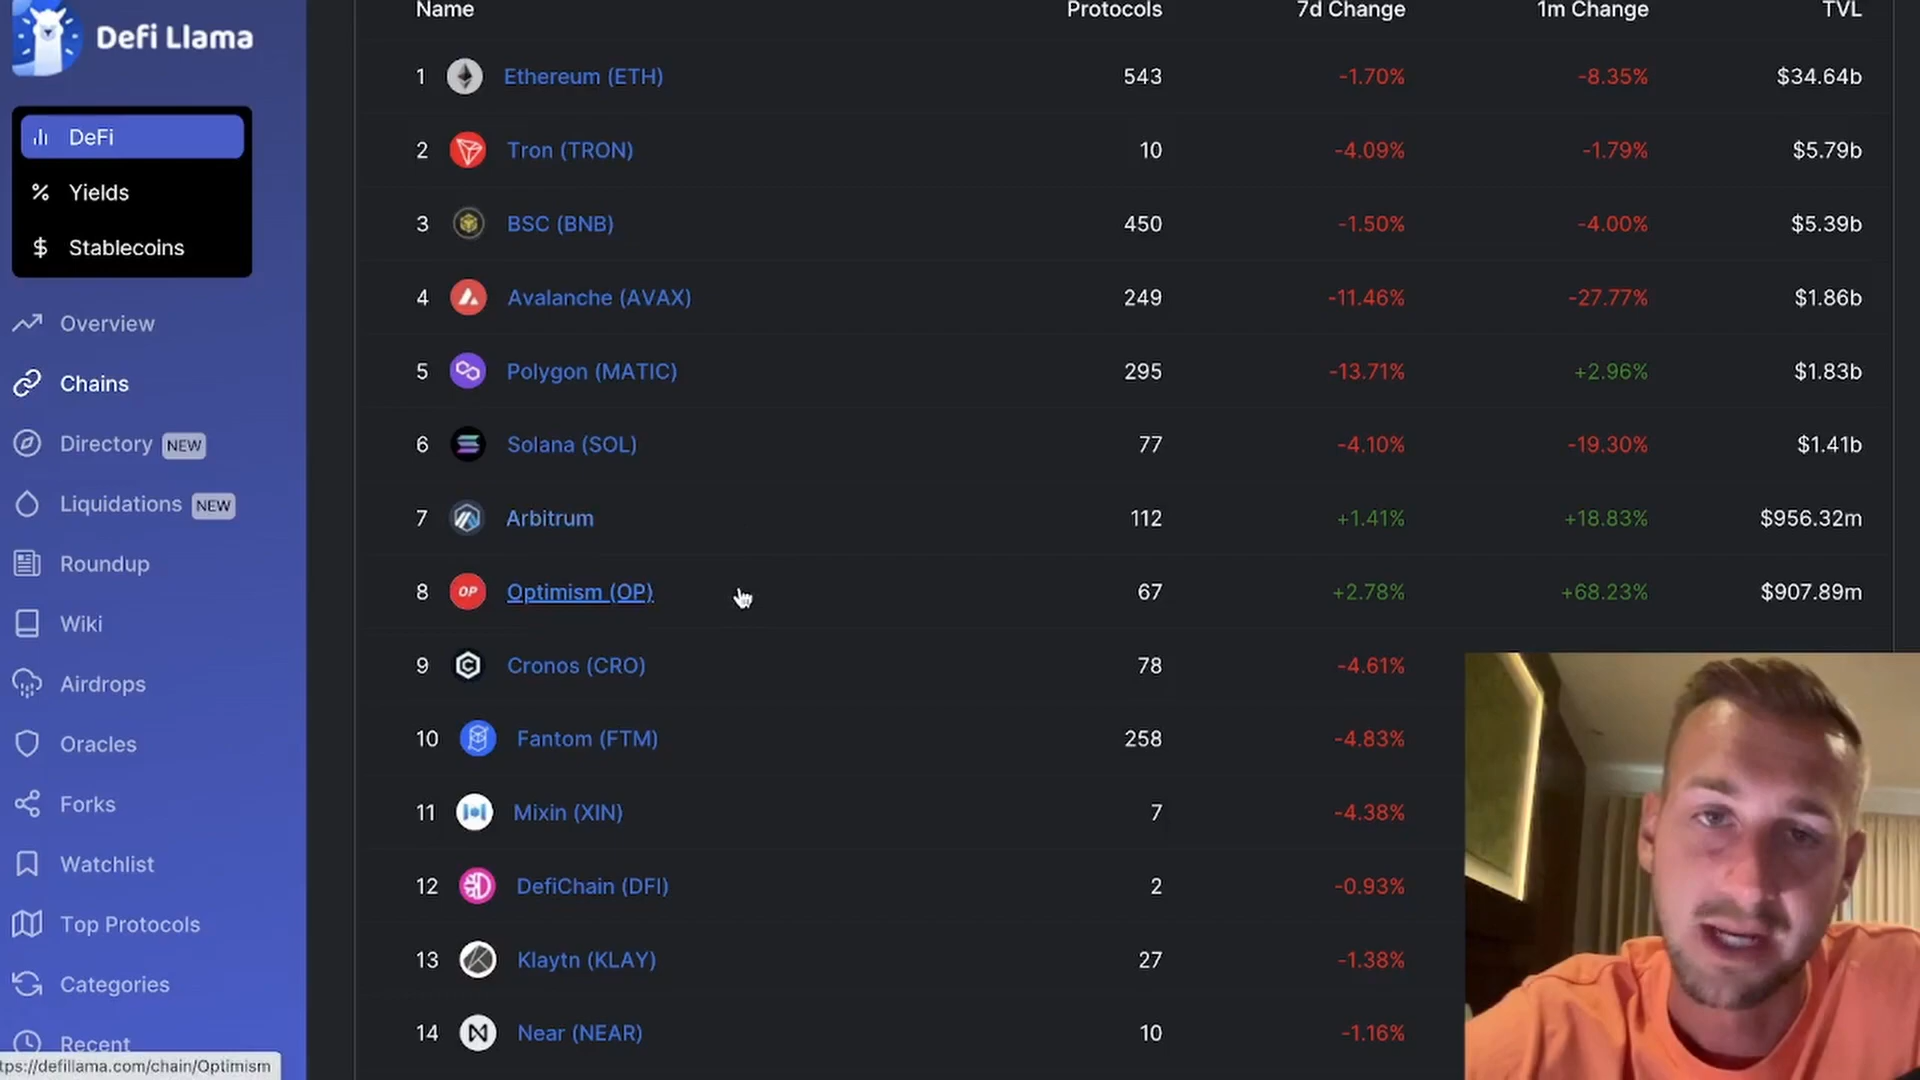 Defi Llama
DeFi
% Yields
$ Stablecoins
Overview
Chains
Directory NEW
Liquidations NEW
Roundup
Wiki
Airdrops
Oracles
Forks
Watchlist
Top Protocols
Categories
Recent
tps://defillama.com/chain/Optimism
Name Protocols 7d Change 1m Change TVL
1 Ethereum (ETH) 543 -1.70% -8.35% $34.64b
2 Tron (TRON) 10 -4.09% -1.79% $5.79b
3 BSC (BNB) 450 -1.50% -4.00% $5.39b
4 Avalanche (AVAX) 249 -11.46% -27.77% $1.86b
5 Polygon (MATIC) 295 -13.71% +2.96% $1.83b
6 Solana (SOL) 77 -4.10% -19.30% $1.41b
7 Arbitrum 112 +1.41% +18.83% $956.32m
8 OP Optimism (OP) 67 +2.78% +68.23% $907.89m
9 Cronos (CRO) 78 -4.61%
10 Fantom (FTM) 258 -4.83%
11 Mixin (XIN) 7 -4.38%
12 DefiChain (DFI) 2 -0.93%
13 Klaytn (KLAY) 27 -1.38%
14 Near (NEAR) 10 -1.16%